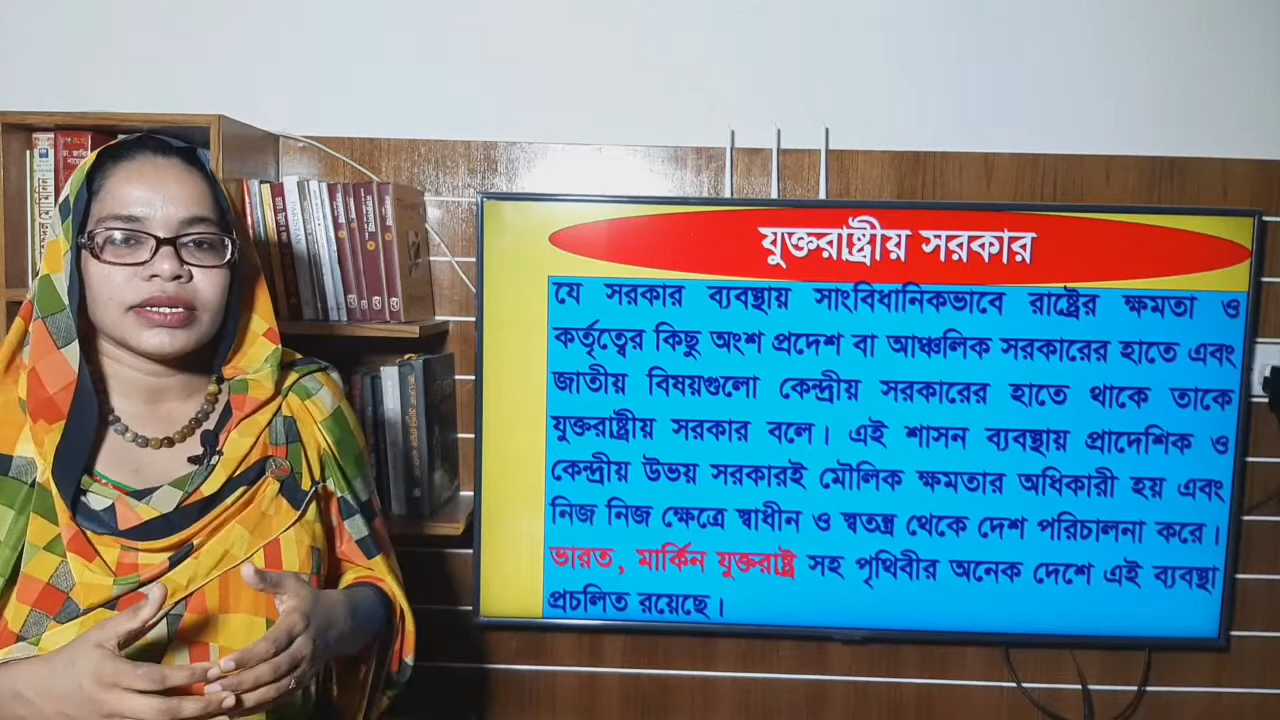 যুক্তরাষ্ট্রীয় সরকার
যে সরকার ব্যবস্থায় সাংবিধানিকভাবে রাষ্ট্রের ক্ষমতা ও
কর্তৃত্বের কিছু অংশ প্রদেশ বা আঞ্চলিক সরকারের হাতে এবং
জাতীয় বিষয়গুলো কেন্দ্রীয় সরকারের হাতে থাকে তাকে
যুক্তরাষ্ট্রীয় সরকার বলে। এই শাসন ব্যবস্থায় প্রাদেশিক ও
কেন্দ্রীয় উভয় সরকারই মৌলিক ক্ষমতার অধিকারী হয় এবং
নিজ নিজ ক্ষেত্রে স্বাধীন ও স্বতন্ত্র থেকে দেশ পরিচালনা করে।
ভারত, মার্কিন যুক্তরাষ্ট্র সহ পৃথিবীর অনেক দেশে এই ব্যবস্থা
প্রচলিত রয়েছে।